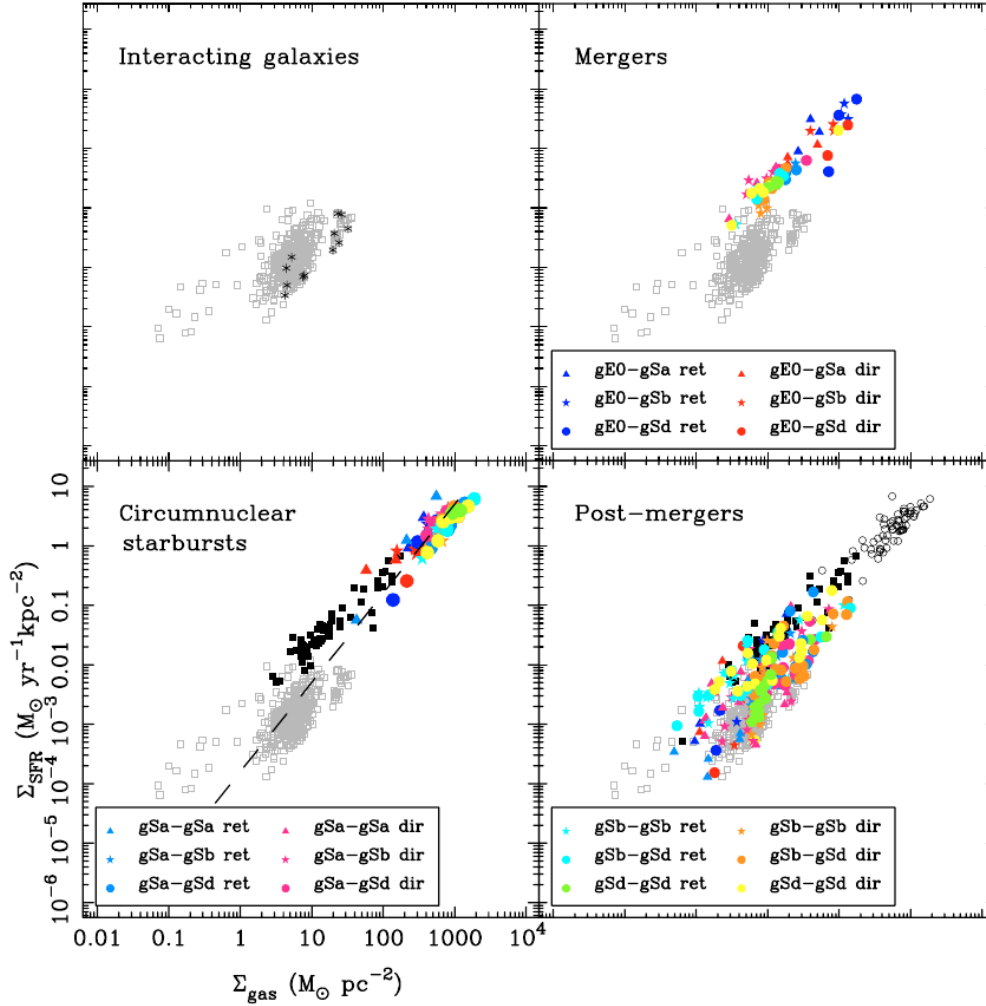 Interacting galaxies
Mergers
gE0-gSa ret
gE0-gSa dir
gE0-gSb ret
gE0-gSb dir
gE0-gSd ret
gE0-gSd dir
Circumnuclear
starbursts
Post-mergers
gSa-gSa ret
gSa-gSa dir
gSa-gSb ret
gSa-gSb dir
gSa-gSd ret
gSa-gSd dir
gSb-gSb ret
gSb-gSb dir
gSb-gSd ret
gSb-gSd dir
gSd-gSd ret
gSd-gSd dir
Σ_SFR (M_⊙ yr⁻¹kpc⁻²)
10
1
0.1
0.01
10⁻³
10⁻⁴
10⁻⁵
10⁻⁶
0.01
0.1
1
10
100
1000
10⁴
Σ_gas (M_⊙ pc⁻²)